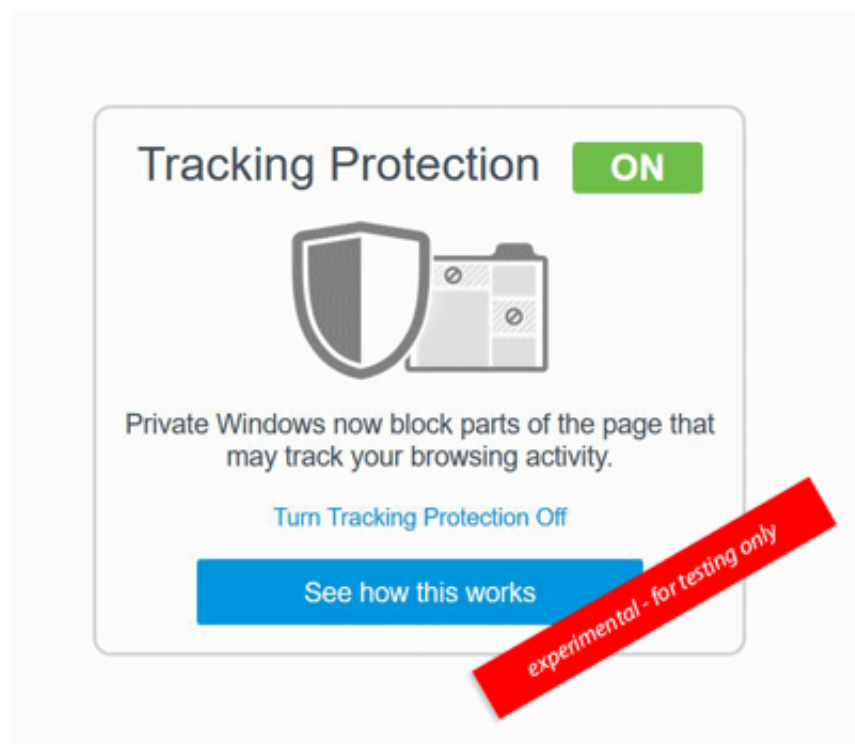 Tracking Protection ON
Private Windows now block parts of the page that
may track your browsing activity.
Turn Tracking Protection Off
See how this works
experimental - for testing only